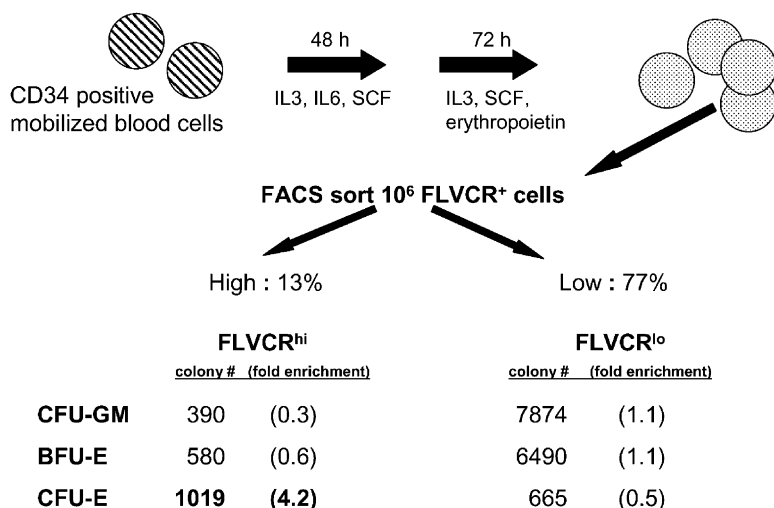 48 h
72 h
CD34 positive
mobilized blood cells
IL3, IL6, SCF
IL3, SCF,
erythropoietin
FACS sort 10⁶ FLVCR⁺ cells
High : 13%
Low : 77%
FLVCRʰⁱ
FLVCRˡᵒ
colony # (fold enrichment)
colony # (fold enrichment)
CFU-GM 390 (0.3) 7874 (1.1)
BFU-E 580 (0.6) 6490 (1.1)
CFU-E 1019 (4.2) 665 (0.5)